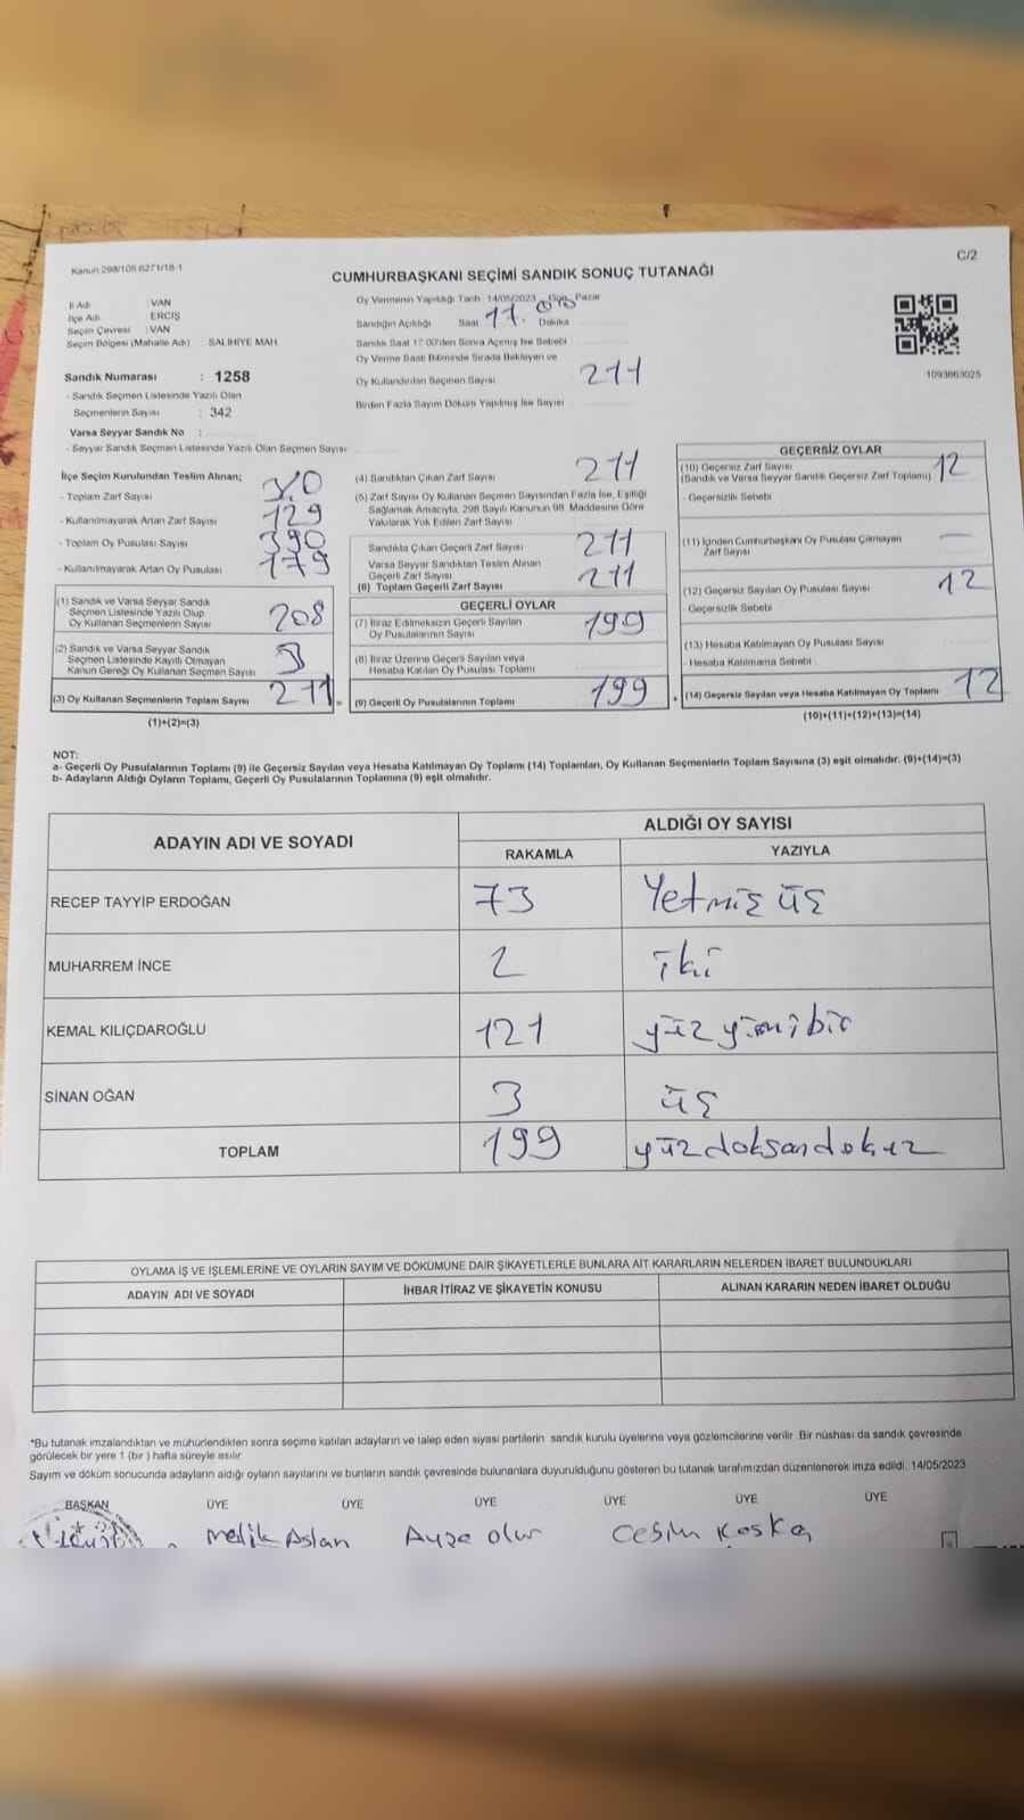 Kanun 298/105 6271/18-1
C/2
CUMHURBAŞKANI SEÇİMİ SANDIK SONUÇ TUTANAĞI
İl Adı : VAN
İlçe Adı : ERCİŞ
Seçim Çevresi : VAN
Seçim Bölgesi (Mahalle Adı) : SALİHİYE MAH.
Oy Vermenin Yapıldığı Tarih 14/05/2023 Gün Pazar
Sandığın Açıldığı Saat 17. Dakika
Sandık Saat 17:00'den Sonra Açılmış İse Sebebi
Oy Verme Saati Bitiminde Sırada Bekleyen ve
Oy Kullandırılan Seçmen Sayısı 211
Birden Fazla Sayım Döküm Yapılmış İse Sayısı
1093863025
Sandık Numarası : 1258
- Sandık Seçmen Listesinde Yazılı Olan
Seçmenlerin Sayısı : 342
Varsa Seyyar Sandık No :
- Seyyar Sandık Seçmen Listesinde Yazılı Olan Seçmen Sayısı
İlçe Seçim Kurulundan Teslim Alınan;
- Toplam Zarf Sayısı
- Kullanılmayarak Artan Zarf Sayısı 129
- Toplam Oy Pusulası Sayısı 390
- Kullanılmayarak Artan Oy Pusulası 179
(1) Sandık ve Varsa Seyyar Sandık
Seçmen Listesinde Yazılı Olup
Oy Kullanan Seçmenlerin Sayısı 208
(2) Sandık ve Varsa Seyyar Sandık
Seçmen Listesinde Kayıtlı Olmayan
Kanun Gereği Oy Kullanan Seçmen Sayısı 3
(3) Oy Kullanan Seçmenlerin Toplam Sayısı 211
(1)+(2)=(3)
(4) Sandıktan Çıkan Zarf Sayısı 211
(5) Zarf Sayısı Oy Kullanan Seçmen Sayısından Fazla İse, Eşitliği
Sağlamak Amacıyla, 298 Sayılı Kanunun 98. Maddesine Göre
Yakılarak Yok Edilen Zarf Sayısı
Sandıkta Çıkan Geçerli Zarf Sayısı 211
Varsa Seyyar Sandıktan Teslim Alınan
Geçerli Zarf Sayısı
(6) Toplam Geçerli Zarf Sayısı 211
GEÇERLİ OYLAR
(7) İtiraz Edilmeksizin Geçerli Sayılan
Oy Pusulalarının Sayısı 199
(8) İtiraz Üzerine Geçerli Sayılan veya
Hesaba Katılan Oy Pusulası Toplamı
(9) Geçerli Oy Pusulalarının Toplamı 199
GEÇERSİZ OYLAR
(10) Geçersiz Zarf Sayısı
(Sandık ve Varsa Seyyar Sandık Geçersiz Zarf Toplamı) 12
- Geçersizlik Sebebi
(11) İçinden Cumhurbaşkanı Oy Pusulası Çıkmayan
Zarf Sayısı —
(12) Geçersiz Sayılan Oy Pusulası Sayısı 12
- Geçersizlik Sebebi
(13) Hesaba Katılmayan Oy Pusulası Sayısı
- Hesaba Katılmama Sebebi
(14) Geçersiz Sayılan veya Hesaba Katılmayan Oy Toplamı 12
(10)+(11)+(12)+(13)=(14)
NOT:
a- Geçerli Oy Pusulalarının Toplamı (9) ile Geçersiz Sayılan veya Hesaba Katılmayan Oy Toplamı (14) Toplamları, Oy Kullanan Seçmenlerin Toplam Sayısına (3) eşit olmalıdır. (9)+(14)=(3)
b- Adayların Aldığı Oyların Toplamı, Geçerli Oy Pusulalarının Toplamına (9) eşit olmalıdır.
ADAYIN ADI VE SOYADI
ALDIĞI OY SAYISI
RAKAMLA YAZIYLA
RECEP TAYYİP ERDOĞAN 73 Yetmiş üç
MUHARREM İNCE 2 iki
KEMAL KILIÇDAROĞLU 121 yüz yirmi bir
SİNAN OĞAN 3 üç
TOPLAM 199 yüzdoksandokuz
OYLAMA İŞ VE İŞLEMLERİNE VE OYLARIN SAYIM VE DÖKÜMÜNE DAİR ŞİKAYETLERLE BUNLARA AİT KARARLARIN NELERDEN İBARET BULUNDUKLARI
ADAYIN ADI VE SOYADI İHBAR İTİRAZ VE ŞİKAYETİN KONUSU ALINAN KARARIN NEDEN İBARET OLDUĞU
*Bu tutanak imzalandıktan ve mühürlendikten sonra seçime katılan adayların ve talep eden siyasi partilerin sandık kurulu üyelerine veya gözlemcilerine verilir. Bir nüshası da sandık çevresinde
görülecek bir yere 1 (bir) hafta süreyle asılır.
Sayım ve döküm sonucunda adayların aldığı oyların sayılarını ve bunların sandık çevresinde bulunanlara duyurulduğunu gösteren bu tutanak tarafımızdan düzenlenerek imza edildi. 14/05/2023
BAŞKAN ÜYE ÜYE ÜYE ÜYE ÜYE ÜYE
Melik Aslan Ayşe olur